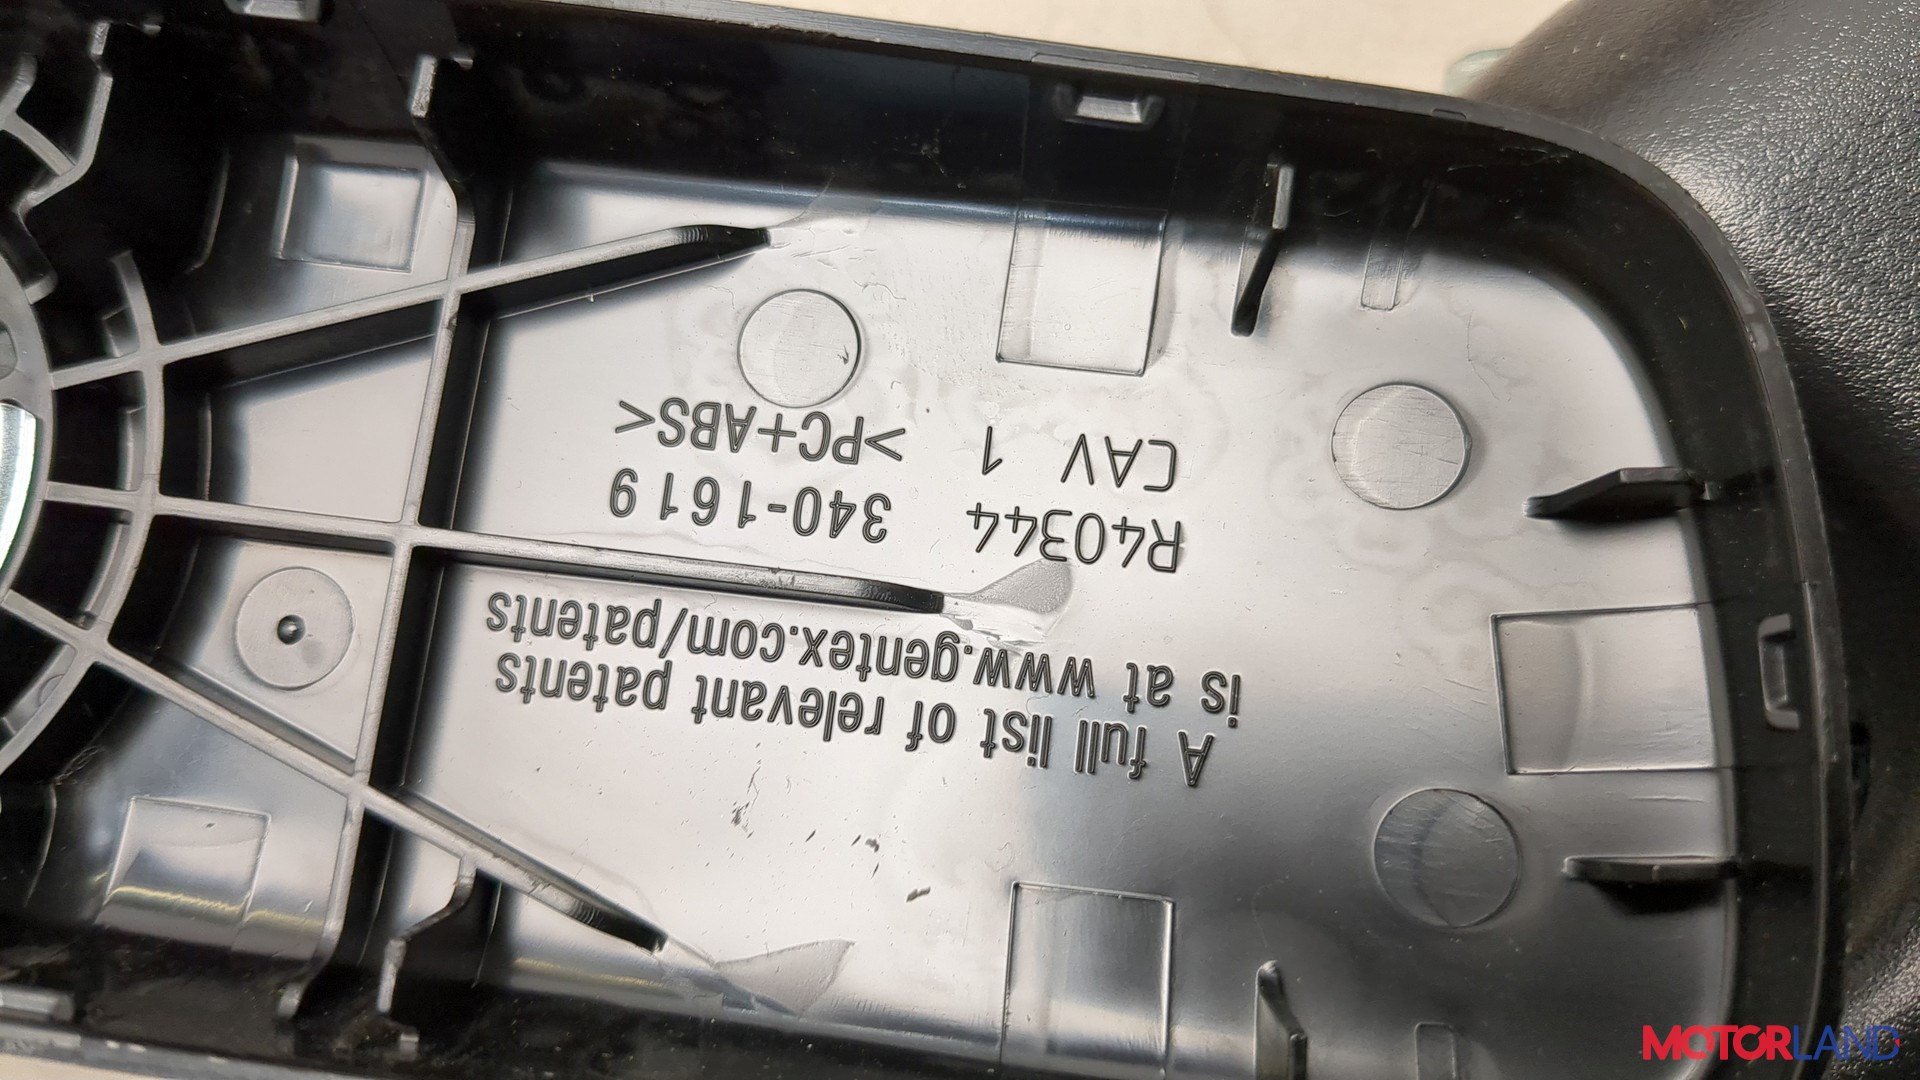 A full list of relevant patents
is at www.gentex.com/patents
R40344 340-1619
CAV 1 >PC+ABS<
MOTORLAND